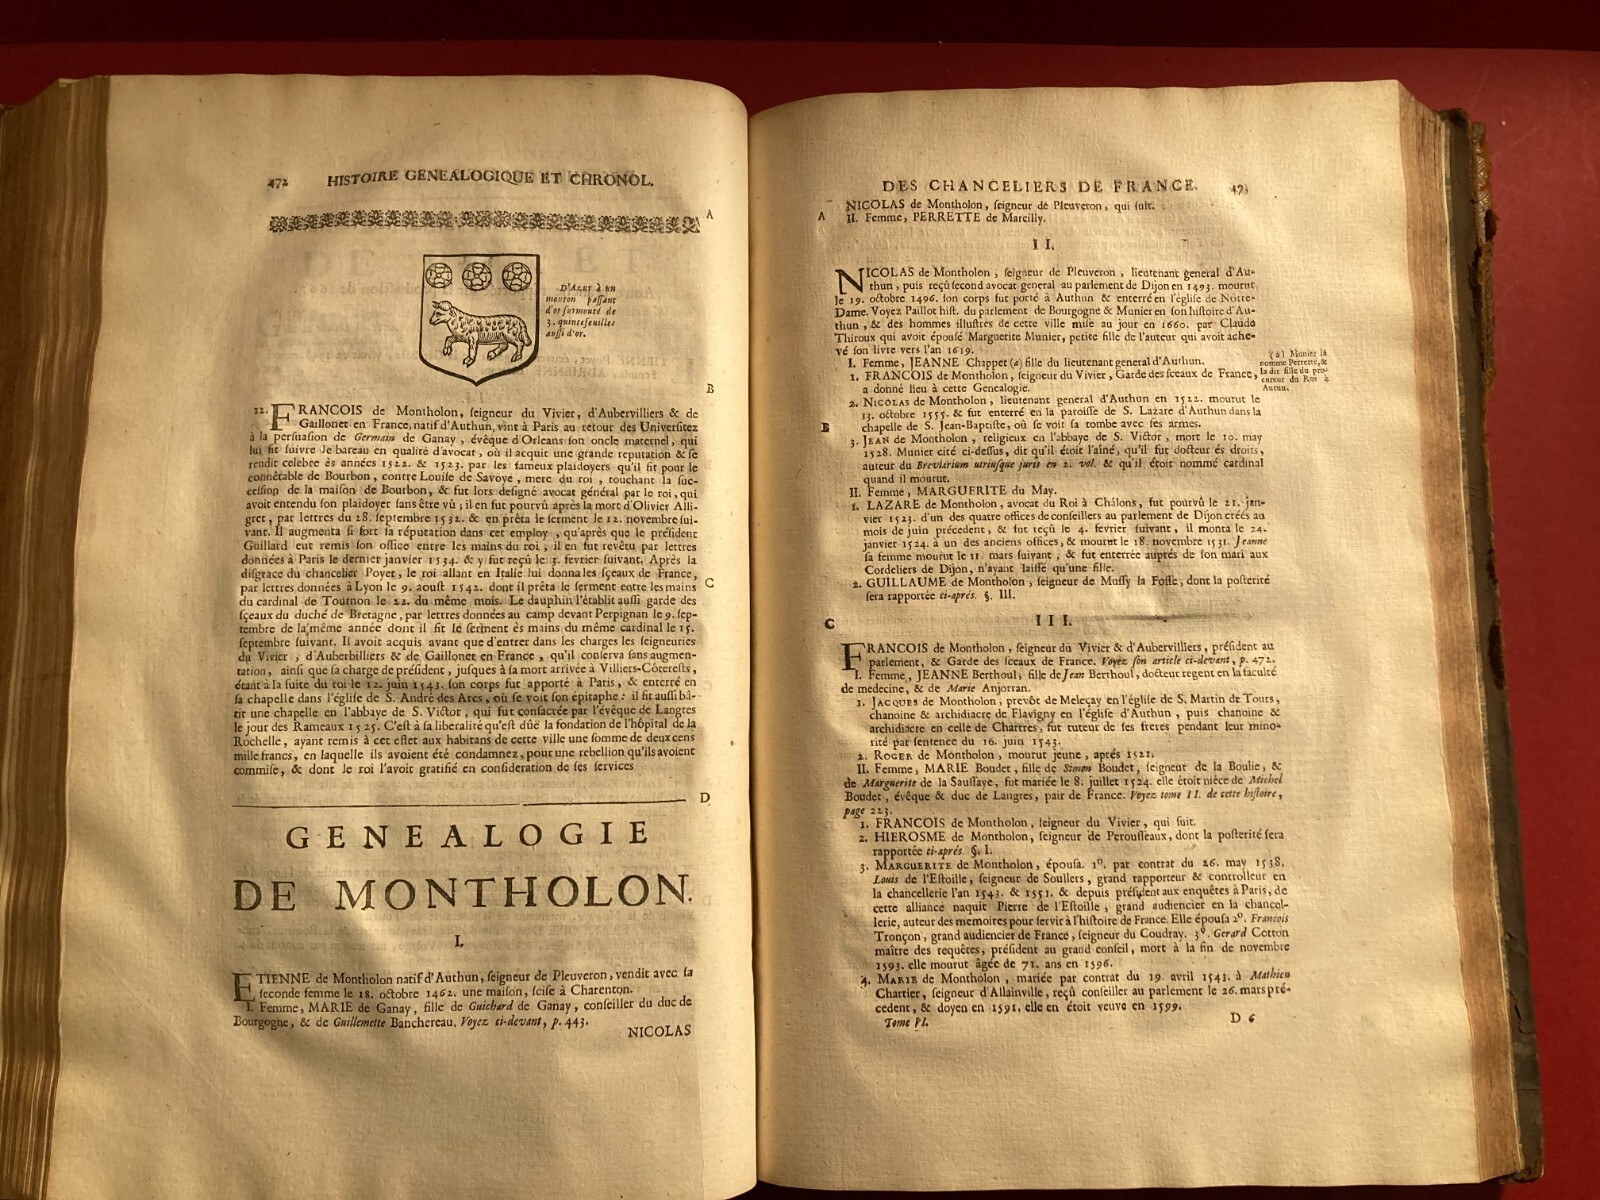 472 HISTOIRE GENEALOGIQUE ET CHRONOL.
A
D'Azur à un
mouton passant
d'or surmonté de
3. quintefeuilles
aussi d'or.
B
12. FRANCOIS de Montholon, seigneur du Vivier, d'Aubervilliers & de
Gaillonet en France, natif d'Authun, vint à Paris au retour des Universitez
à la persuasion de Germain de Ganay, évêque d'Orleans son oncle maternel, qui
lui fit suivre le bareau en qualité d'avocat, où il acquit une grande reputation & se
rendit celebre ès années 1522. & 1523. par les fameux plaidoyers qu'il fit pour le
connêtable de Bourbon, contre Louise de Savoye, mere du roi, touchant la suc-
cession de la maison de Bourbon, & fut lors designé avocat général par le roi, qui
avoit entendu son plaidoyer sans être vû; il en fut pourvû après la mort d'Olivier Alli-
gret, par lettres du 28. septembre 1532. & en prêta le serment le 12. novembre sui-
vant. Il augmenta si fort sa réputation dans cet employ, qu'après que le président
Guillard eut remis son office entre les mains du roi, il en fut revêtu par lettres
données à Paris le dernier janvier 1534. & y fut reçû le 3. fevrier suivant. Après la
disgrace du chancelier Poyet, le roi allant en Italie lui donna les sceaux de France,
par lettres données à Lyon le 9. aoust 1542. dont il prêta le serment entre les mains
C
du cardinal de Tournon le 22. du même mois. Le dauphin l'établit aussi garde des
sçeaux du duché de Bretagne, par lettres données au camp devant Perpignan le 9. sep-
tembre de la même année dont il fit le serment ès mains du même cardinal le 15.
septembre suivant. Il avoit acquis avant que d'entrer dans les charges les seigneuries
du Vivier, d'Auberbilliers & de Gaillonet en France, qu'il conserva sans augmen-
tation, ainsi que sa charge de président, jusques à sa mort arrivée à Villiers-Côterests,
étant à la suite du roi le 12. juin 1543. son corps fut apporté à Paris, & enterré en
sa chapelle dans l'église de S. André des Arcs, où se voit son épitaphe: il fit aussi bâ-
tir une chapelle en l'abbaye de S. Victor, qui fut consacrée par l'évêque de Langres
le jour des Rameaux 1525. C'est à sa liberalité qu'est dûë la fondation de l'hôpital de la
Rochelle, ayant remis à cet effet aux habitans de cette ville une somme de deux cens
mille francs, en laquelle ils avoient été condamnez, pour une rebellion qu'ils avoient
commise, & dont le roi l'avoit gratifié en consideration de ses services
D
GENEALOGIE
DE MONTHOLON.
I.
ETIENNE de Montholon natif d'Authun, seigneur de Pleuveron, vendit avec sa
seconde femme le 18. octobre 1462. une maison, scise à Charenton.
I. Femme, MARIE de Ganay, fille de Guichard de Ganay, conseiller du duc de
Bourgogne, & de Guillemette Banchereau. Voyez ci-devant, p. 443.
NICOLAS
DES CHANCELIERS DE FRANCE. 473
NICOLAS de Montholon, seigneur de Pleuveron, qui suit.
A II. Femme, PERRETTE de Marcilly.
II.
NICOLAS de Montholon, seigneur de Pleuveron, lieutenant general d'Au-
thun, puis reçû second avocat general au parlement de Dijon en 1493. mourut
le 19. octobre 1496. son corps fut porté à Authun & enterré en l'église de Notre-
Dame. Voyez Paillot hist. du parlement de Bourgogne & Munier en son histoire d'Au-
thun, & des hommes illustres de cette ville mise au jour en 1660. par Claude
Thiroux qui avoit épousé Marguerite Munier, petite fille de l'auteur qui avoit ache-
vé son livre vers l'an 1619.
I. Femme, JEANNE Chappet (a) fille du lieutenant general d'Authun.
1. FRANCOIS de Montholon, seigneur du Vivier, Garde des sceaux de France,
a donné lieu à cette Genealogie.
(a) Munier la
nomme Perrette, &
la dit fille du pro-
cureur du Roi à
Autun.
2. NICOLAS de Montholon, lieutenant general d'Authun en 1522. mourut le
13. octobre 1555. & fut enterré en la paroisse de S. Lazare d'Authun dans la
B chapelle de S. Jean-Baptiste, où se voit sa tombe avec ses armes.
3. JEAN de Montholon, religieux en l'abbaye de S. Victor, mort le 10. may
1528. Munier cité ci-dessus, dit qu'il étoit l'aîné, qu'il fut docteur ès droits,
auteur du Breviarium utriusque juris en 2. vol. & qu'il étoit nommé cardinal
quand il mourut.
II. Femme, MARGUERITE du May.
1. LAZARE de Montholon, avocat du Roi à Châlons, fut pourvû le 21. jan-
vier 1523. d'un des quatre offices de conseillers au parlement de Dijon créés au
mois de juin précedent, & fut reçû le 4. fevrier suivant, il monta le 24.
janvier 1524. à un des anciens offices, & mourut le 18. novembre 1531. Jeanne
sa femme mourut le 11. mars suivant, & fut enterrée auprés de son mari aux
Cordeliers de Dijon, n'ayant laissé qu'une fille.
2. GUILLAUME de Montholon, seigneur de Mussy la Fosse, dont la posterité
sera rapportée ci-aprés. §. III.
C III.
FRANCOIS de Montholon, seigneur du Vivier & d'Aubervilliers, président au
parlement, & Garde des sceaux de France. Voyez son article ci-devant, p. 472.
I. Femme, JEANNE Berthoul, fille de Jean Berthoul, docteur regent en la faculté
de medecine, & de Marie Anjorran.
1. JACQUES de Montholon, prevôt de Meleçay en l'église de S. Martin de Tours,
chanoine & archidiacre de Flavigny en l'église d'Authun, puis chanoine &
archidiacre en celle de Chartres, fut tuteur de ses freres pendant leur mino-
rité par sentence du 16. juin 1543.
2. ROGER de Montholon, mourut jeune, aprés 1521.
II. Femme, MARIE Boudet, fille de Simon Boudet, seigneur de la Boulie, &
de Marguerite de la Saussaye, fut mariée le 8. juillet 1524. elle étoit niéce de Michel
Boudet, évêque & duc de Langres, pair de France. Voyez tome II. de cette histoire,
page 223.
1. FRANCOIS de Montholon, seigneur du Vivier, qui suit.
2. HIEROSME de Montholon, seigneur de Perousseaux, dont la posterité sera
rapportée ci-aprés. §. I.
3. MARGUERITE de Montholon, épousa. 1º. par contrat du 26. may 1538.
Louis de l'Estoille, seigneur de Soullers, grand rapporteur & controlleur en
la chancellerie l'an 1543. & 1551. & depuis président aux enquêtes à Paris, de
cette alliance naquit Pierre de l'Estoille, grand audiencier en la chancel-
lerie, auteur des memoires pour servir à l'histoire de France. Elle épousa 2º. Francois
Tronçon, grand audiencier de France, seigneur du Coudray. 3º. Gerard Cotton
maître des requêtes, président au grand conseil, mort à la fin de novembre
1593. elle mourut âgée de 71. ans en 1596.
4. MARIE de Montholon, mariée par contrat du 19. avril 1543. à Mathieu
Chartier, seigneur d'Allainville, reçû conseiller au parlement le 26. mars pré-
cedent, & doyen en 1591. elle en étoit veuve en 1599.
Tome VI. D 6